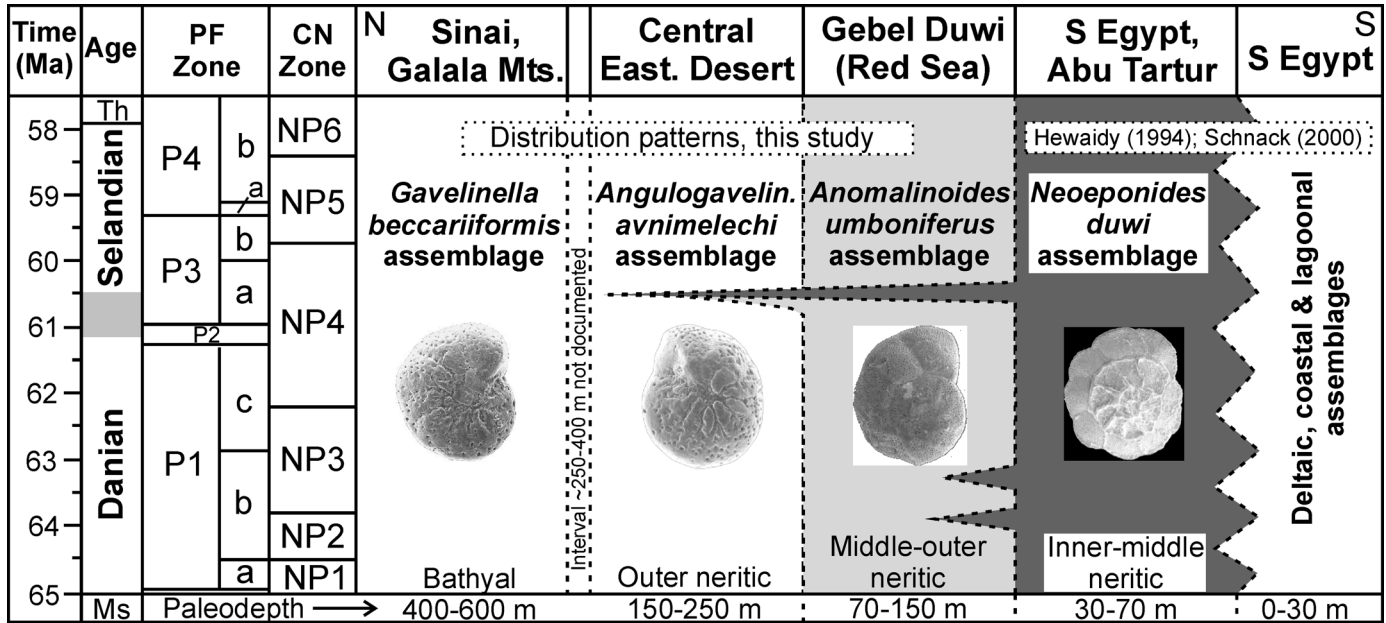 Time
(Ma)
Age
PF
Zone
CN
Zone
N
Sinai,
Galala Mts.
Central
East. Desert
Gebel Duwi
(Red Sea)
S Egypt,
Abu Tartur
S
S Egypt
58
59
60
61
62
63
64
65
Th
Selandian
Danian
Ms
P4
b
a
P3
b
a
P2
P1
c
b
a
NP6
NP5
NP4
NP3
NP2
NP1
Distribution patterns, this study
Hewaidy (1994); Schnack (2000)
Gavelinella
beccariiformis
assemblage
Interval ~250-400 m not documented
Angulogavelin.
avnimelechi
assemblage
Anomalinoides
umboniferus
assemblage
Neoeponides
duwi
assemblage
Deltaic, coastal & lagoonal
assemblages
Bathyal
Outer neritic
Middle-outer
neritic
Inner-middle
neritic
Paleodepth
400-600 m
150-250 m
70-150 m
30-70 m
0-30 m